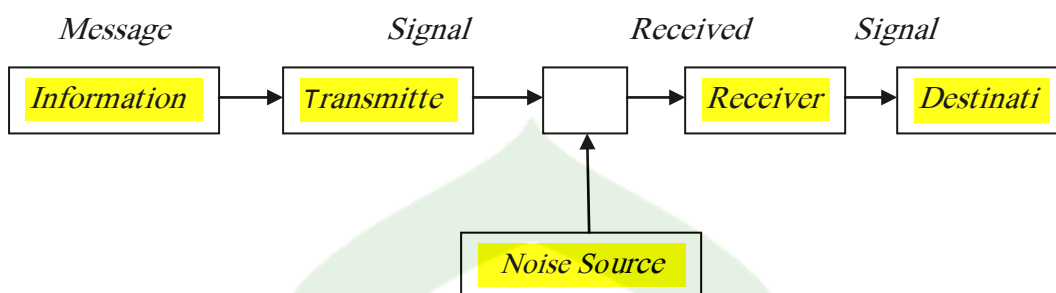 Message Signal Received Signal
Information Transmitte Receiver Destinati
Noise Source